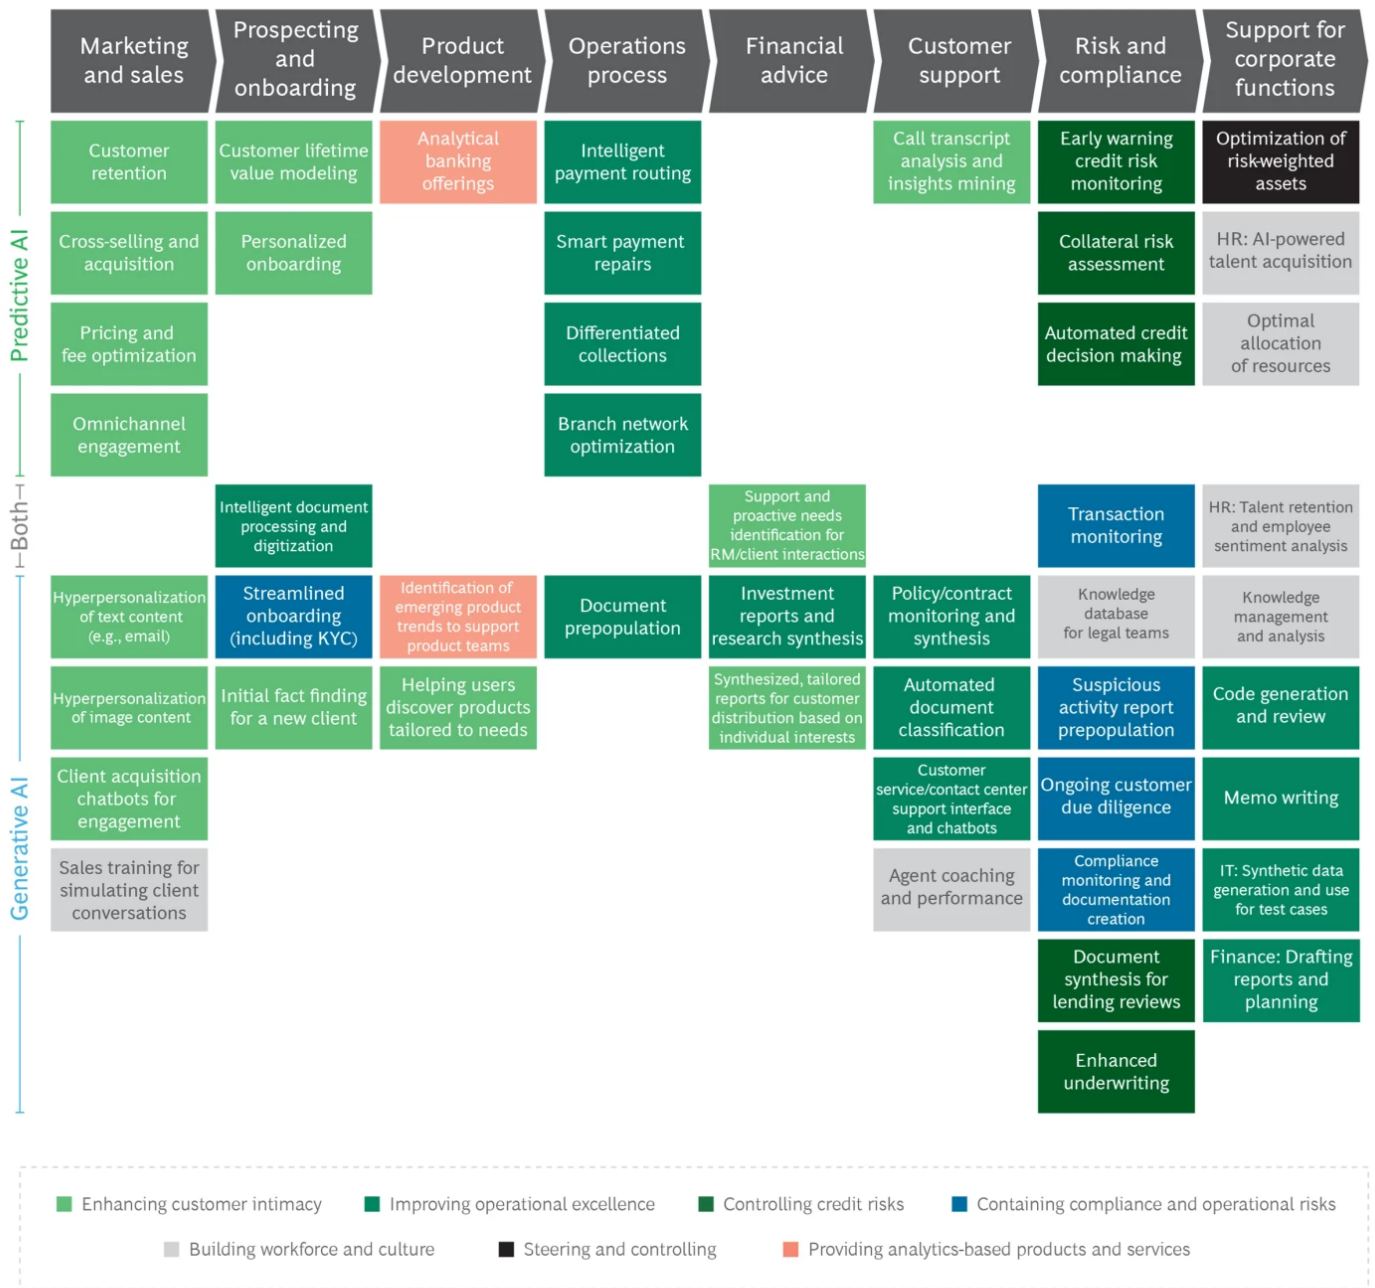 Marketing
and sales
Prospecting
and
onboarding
Product
development
Operations
process
Financial
advice
Customer
support
Risk and
compliance
Support for
corporate
functions
Predictive AI
Customer
retention
Customer lifetime
value modeling
Analytical
banking
offerings
Intelligent
payment routing
Call transcript
analysis and
insights mining
Early warning
credit risk
monitoring
Optimization of
risk-weighted
assets
Cross-selling and
acquisition
Personalized
onboarding
Smart payment
repairs
Collateral risk
assessment
HR: AI-powered
talent acquisition
Pricing and
fee optimization
Differentiated
collections
Automated credit
decision making
Optimal
allocation
of resources
Omnichannel
engagement
Branch network
optimization
Both
Intelligent document
processing and
digitization
Support and
proactive needs
identification for
RM/client interactions
Transaction
monitoring
HR: Talent retention
and employee
sentiment analysis
Generative AI
Hyperpersonalization
of text content
(e.g., email)
Streamlined
onboarding
(including KYC)
Identification of
emerging product
trends to support
product teams
Document
prepopulation
Investment
reports and
research synthesis
Policy/contract
monitoring and
synthesis
Knowledge
database
for legal teams
Knowledge
management
and analysis
Hyperpersonalization
of image content
Initial fact finding
for a new client
Helping users
discover products
tailored to needs
Synthesized, tailored
reports for customer
distribution based on
individual interests
Automated
document
classification
Suspicious
activity report
prepopulation
Code generation
and review
Client acquisition
chatbots for
engagement
Customer
service/contact center
support interface
and chatbots
Ongoing customer
due diligence
Memo writing
Sales training for
simulating client
conversations
Agent coaching
and performance
Compliance
monitoring and
documentation
creation
IT: Synthetic data
generation and use
for test cases
Document
synthesis for
lending reviews
Finance: Drafting
reports and
planning
Enhanced
underwriting
Enhancing customer intimacy
Improving operational excellence
Controlling credit risks
Containing compliance and operational risks
Building workforce and culture
Steering and controlling
Providing analytics-based products and services